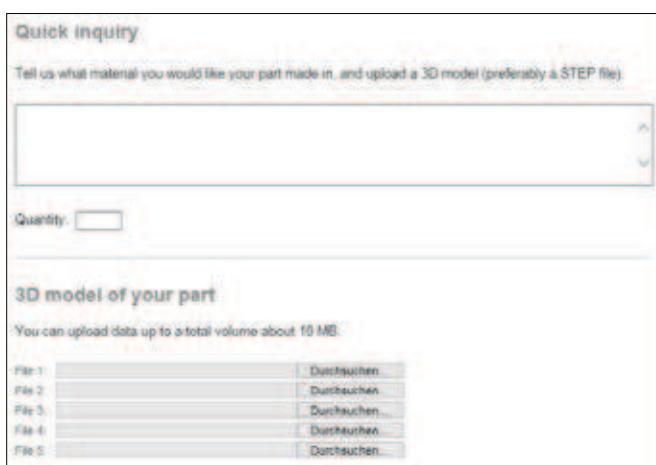 Quick inquiry
Tell us what material you would like your part made in, and upload a 3D model (preferably a STEP file).
Quantity:
3D model of your part
You can upload data up to a total volume about 10 MB.
File 1: Durchsuchen...
File 2: Durchsuchen...
File 3: Durchsuchen...
File 4: Durchsuchen...
File 5: Durchsuchen...